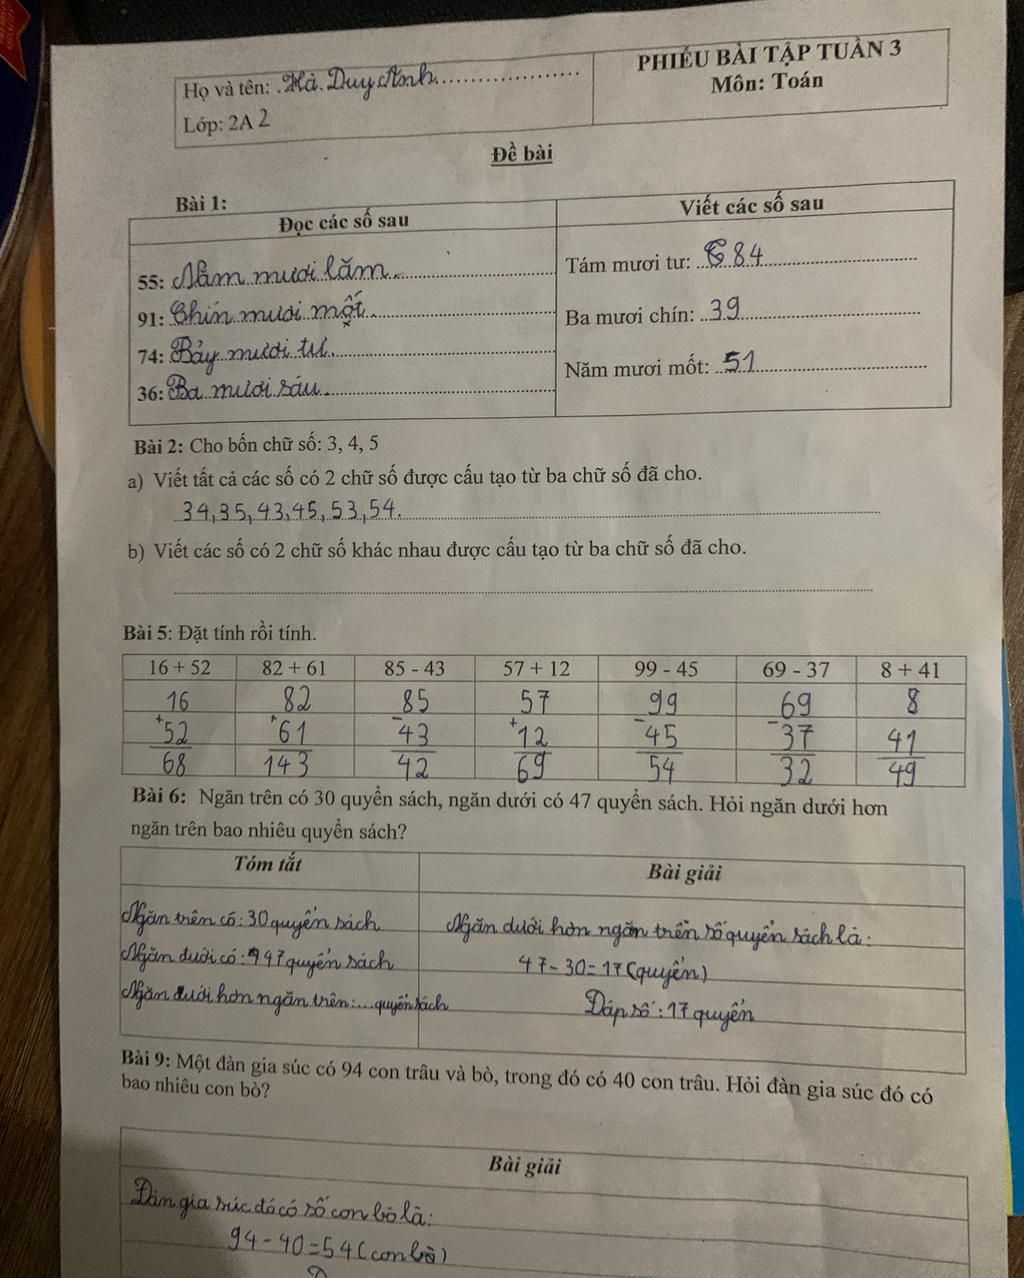 PHIẾU BÀI TẬP TUẦN 3
Môn: Toán
Họ và tên: Hà Duy Anh
Lớp: 2A 2
Đề bài
Bài 1:
Đọc các số sau
Viết các số sau
55: Năm mươi lăm.
91: Chín mươi một.
74: Bảy mươi tư.
36: Ba mươi sáu.
Tám mươi tư: 84
Ba mươi chín: 39
Năm mươi mốt: 51
Bài 2: Cho bốn chữ số: 3, 4, 5
a) Viết tất cả các số có 2 chữ số được cấu tạo từ ba chữ số đã cho.
34, 35, 43, 45, 53, 54.
b) Viết các số có 2 chữ số khác nhau được cấu tạo từ ba chữ số đã cho.
Bài 5: Đặt tính rồi tính.
16 + 52 82 + 61 85 - 43 57 + 12 99 - 45 69 - 37 8 + 41
16 82 85 57 99 69 8
+52 +61 -43 +12 -45 -37 41
68 143 42 69 54 32 49
Bài 6: Ngăn trên có 30 quyển sách, ngăn dưới có 47 quyển sách. Hỏi ngăn dưới hơn
ngăn trên bao nhiêu quyển sách?
Tóm tắt
Bài giải
Ngăn trên có: 30 quyển sách
Ngăn dưới có: 47 quyển sách
Ngăn dưới hơn ngăn trên:... quyển sách
Ngăn dưới hơn ngăn trên số quyển sách là:
47 - 30 = 17 (quyển)
Đáp số: 17 quyển
Bài 9: Một đàn gia súc có 94 con trâu và bò, trong đó có 40 con trâu. Hỏi đàn gia súc đó có
bao nhiêu con bò?
Bài giải
Đàn gia súc đó có số con bò là:
94 - 40 = 54 (con bò)